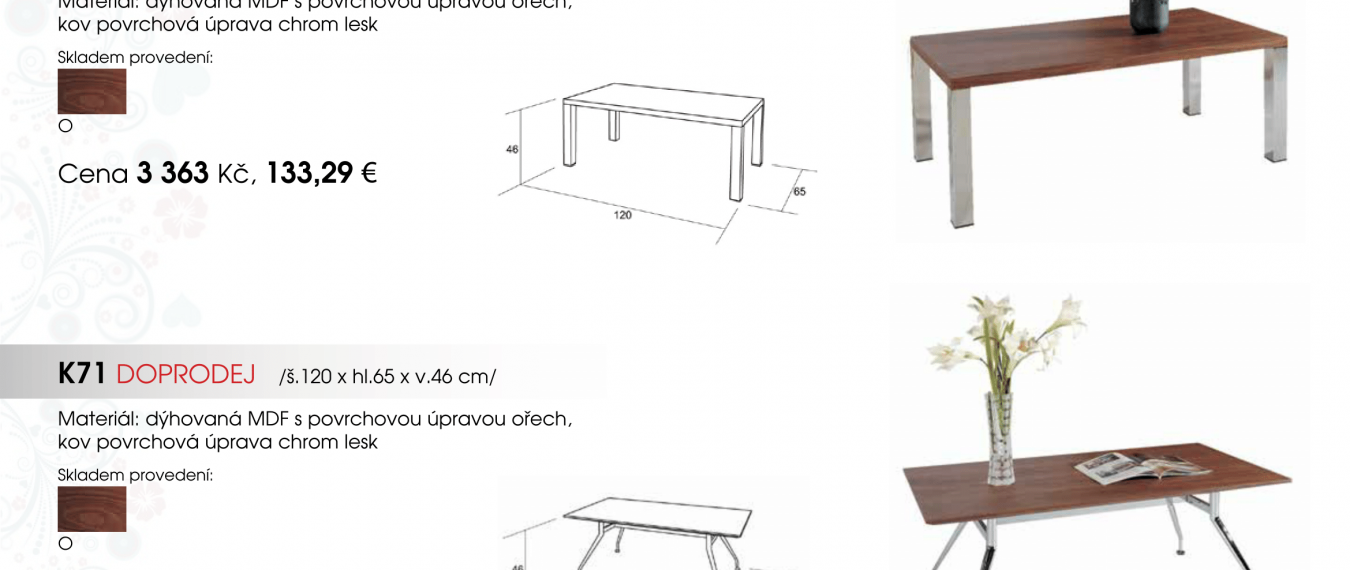 Materiál: dýhovaná MDF s povrchovou úpravou ořech,
kov povrchová úprava chrom lesk
Skladem provedení:
O
Cena 3 363 Kč, 133,29 €
46
65
120
K71 DOPRODEJ /š.120 x hl.65 x v.46 cm/
Materiál: dýhovaná MDF s povrchovou úpravou ořech,
kov povrchová úprava chrom lesk
Skladem provedení:
O
46